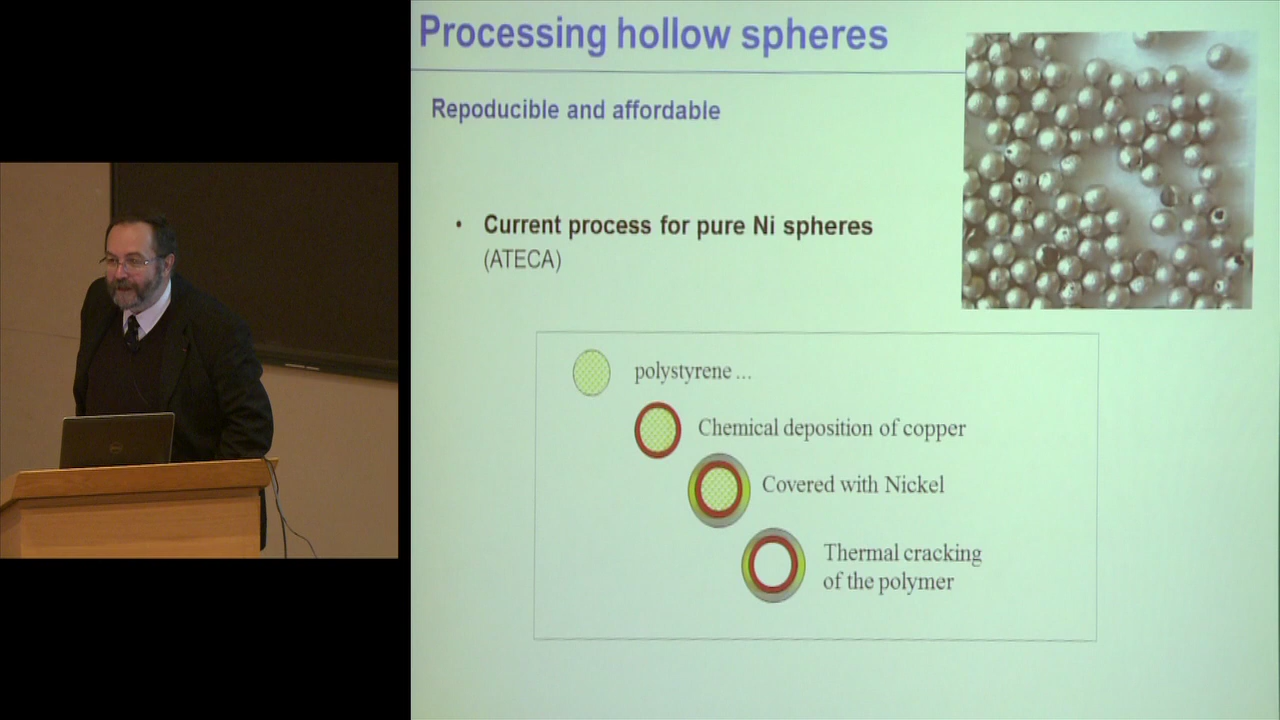 Processing hollow spheres
Repoducible and affordable
• Current process for pure Ni spheres
(ATECA)
polystyrene ...
Chemical deposition of copper
Covered with Nickel
Thermal cracking
of the polymer